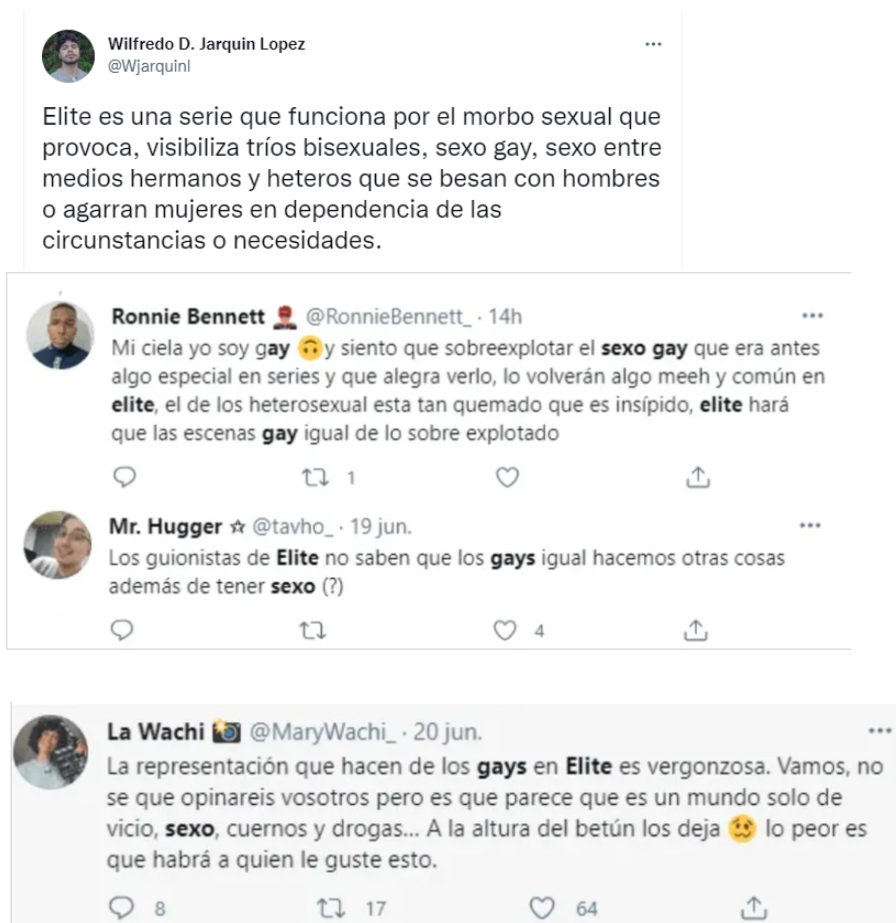 Wilfredo D. Jarquin Lopez
@Wjarquinl
Elite es una serie que funciona por el morbo sexual que
provoca, visibiliza tríos bisexuales, sexo gay, sexo entre
medios hermanos y heteros que se besan con hombres
o agarran mujeres en dependencia de las
circunstancias o necesidades.
Ronnie Bennett @RonnieBennett_ · 14h
Mi ciela yo soy gay 🙃y siento que sobreexplotar el sexo gay que era antes
algo especial en series y que alegra verlo, lo volverán algo meeh y común en
elite, el de los heterosexual esta tan quemado que es insípido, elite hará
que las escenas gay igual de lo sobre explotado
1
Mr. Hugger ☆ @tavho_ · 19 jun.
Los guionistas de Elite no saben que los gays igual hacemos otras cosas
además de tener sexo (?)
4
La Wachi 📸 @MaryWachi_ · 20 jun.
La representación que hacen de los gays en Elite es vergonzosa. Vamos, no
se que opinareis vosotros pero es que parece que es un mundo solo de
vicio, sexo, cuernos y drogas... A la altura del betún los deja 🥴 lo peor es
que habrá a quien le guste esto.
8 17 64